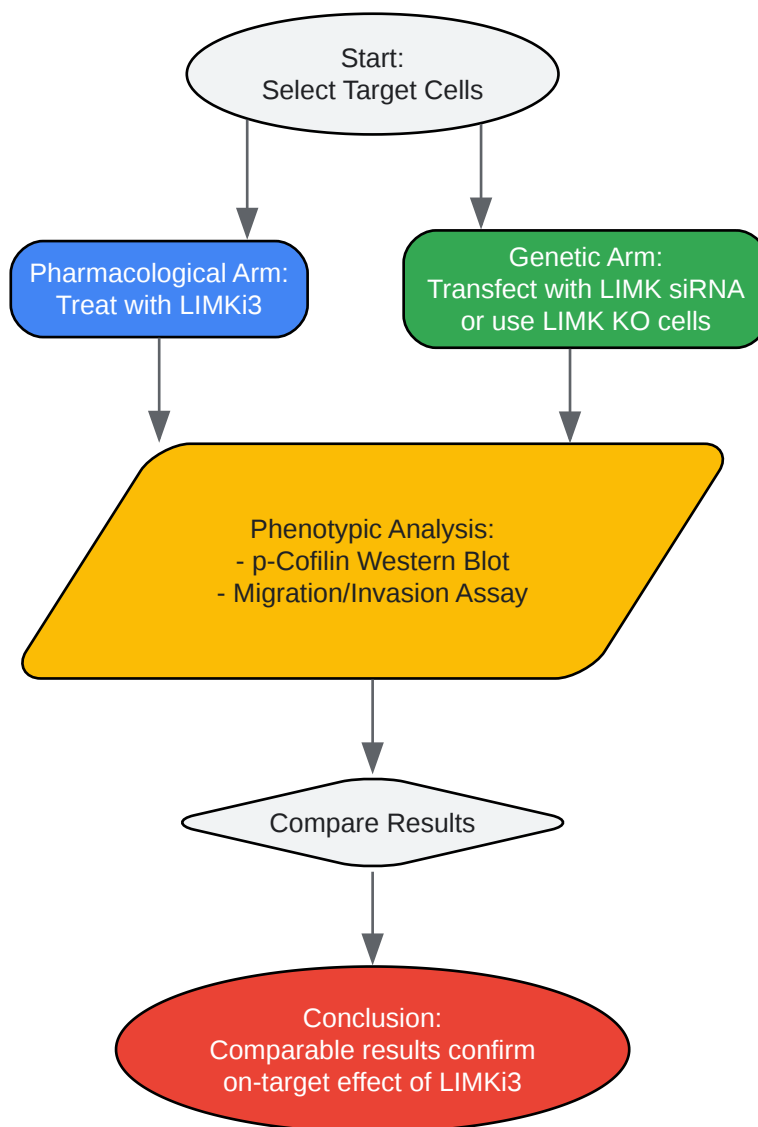 Start:
Select Target Cells
Pharmacological Arm:
Treat with LIMKi3
Genetic Arm:
Transfect with LIMK siRNA
or use LIMK KO cells
Phenotypic Analysis:
- p-Cofilin Western Blot
- Migration/Invasion Assay
Compare Results
Conclusion:
Comparable results confirm
on-target effect of LIMKi3